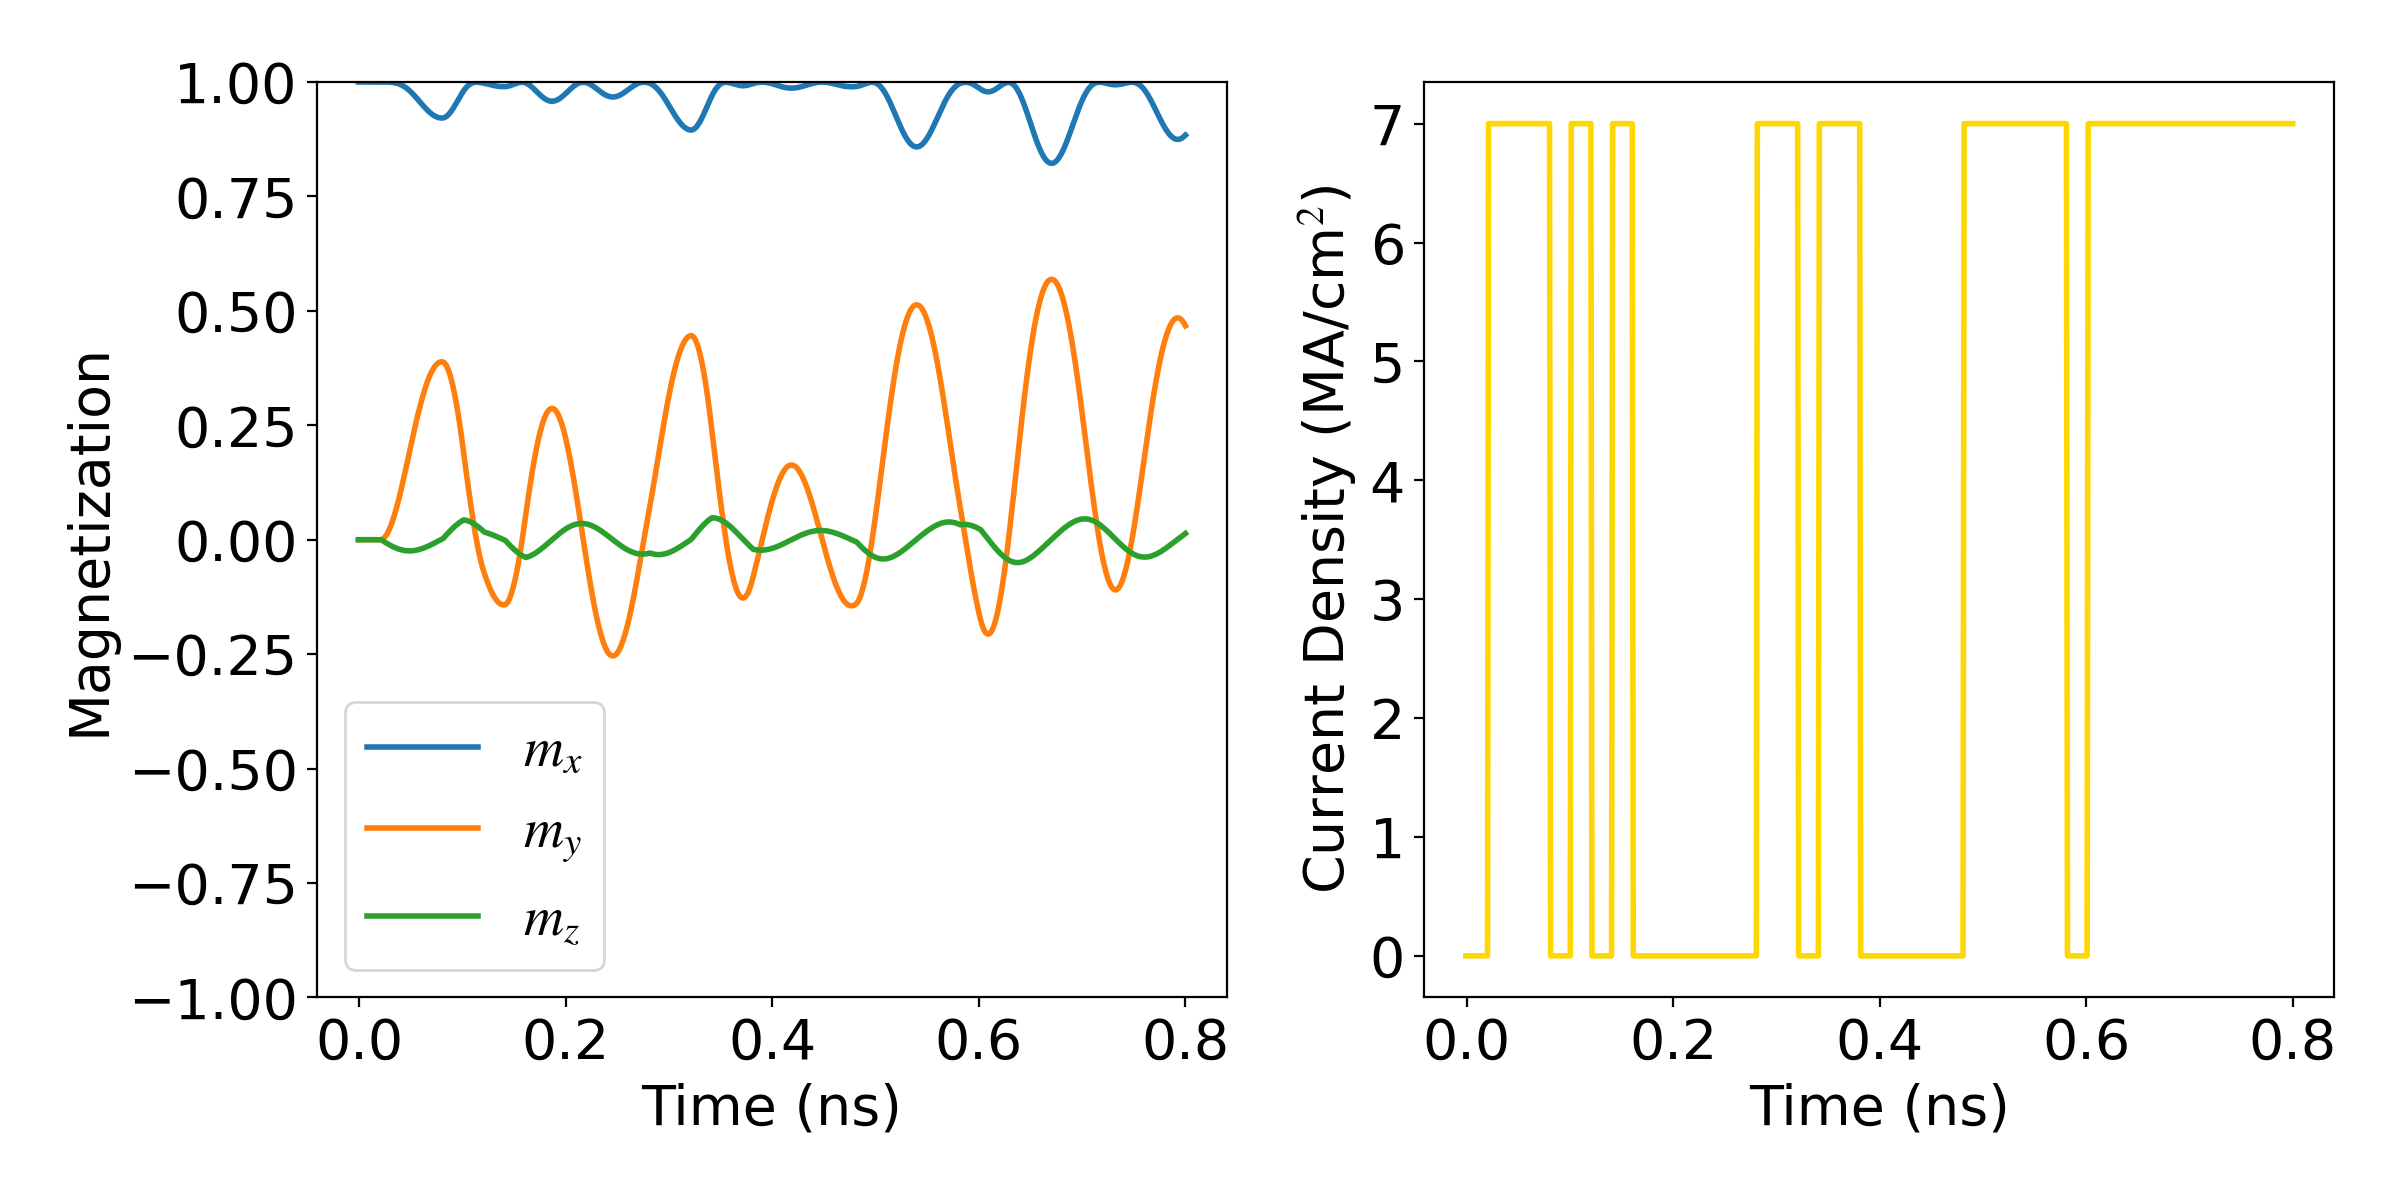 Magnetization
1.00
0.75
0.50
0.25
0.00
−0.25
−0.50
−0.75
−1.00
m_x
m_y
m_z
0.0 0.2 0.4 0.6 0.8
Time (ns)
Current Density (MA/cm²)
7
6
5
4
3
2
1
0
0.0 0.2 0.4 0.6 0.8
Time (ns)